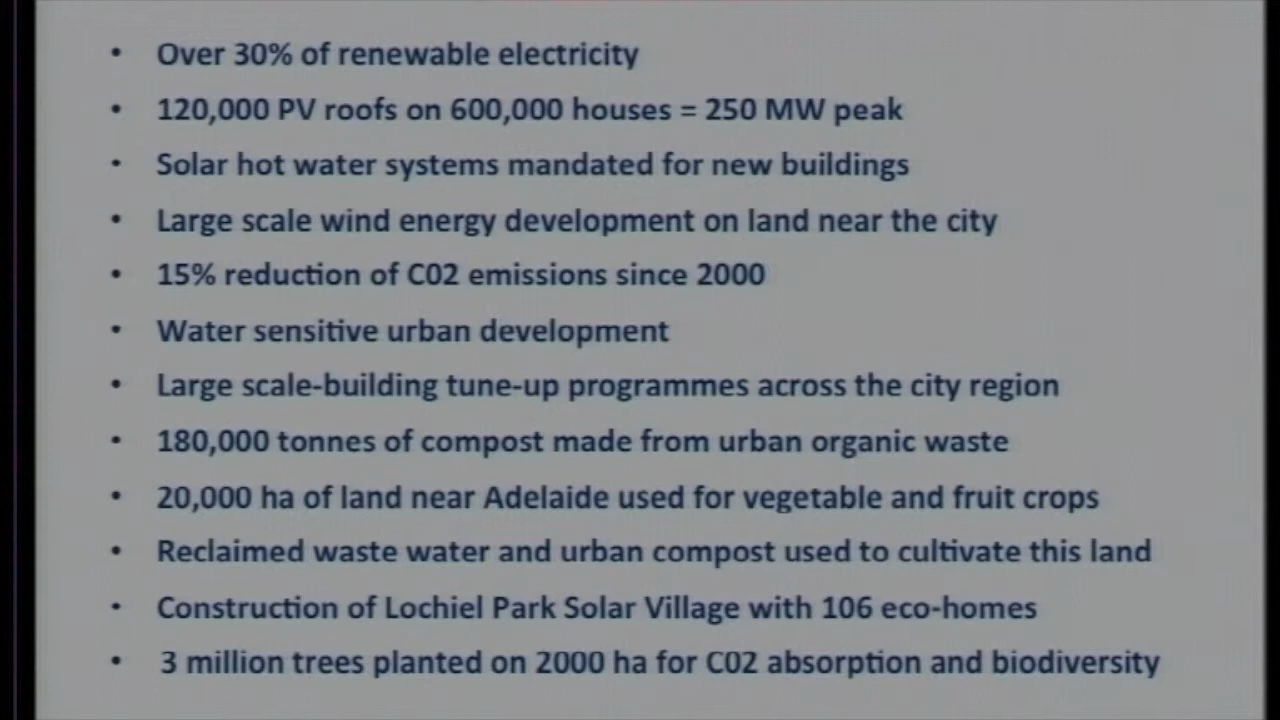 • Over 30% of renewable electricity
• 120,000 PV roofs on 600,000 houses = 250 MW peak
• Solar hot water systems mandated for new buildings
• Large scale wind energy development on land near the city
• 15% reduction of C02 emissions since 2000
• Water sensitive urban development
• Large scale-building tune-up programmes across the city region
• 180,000 tonnes of compost made from urban organic waste
• 20,000 ha of land near Adelaide used for vegetable and fruit crops
• Reclaimed waste water and urban compost used to cultivate this land
• Construction of Lochiel Park Solar Village with 106 eco-homes
• 3 million trees planted on 2000 ha for C02 absorption and biodiversity